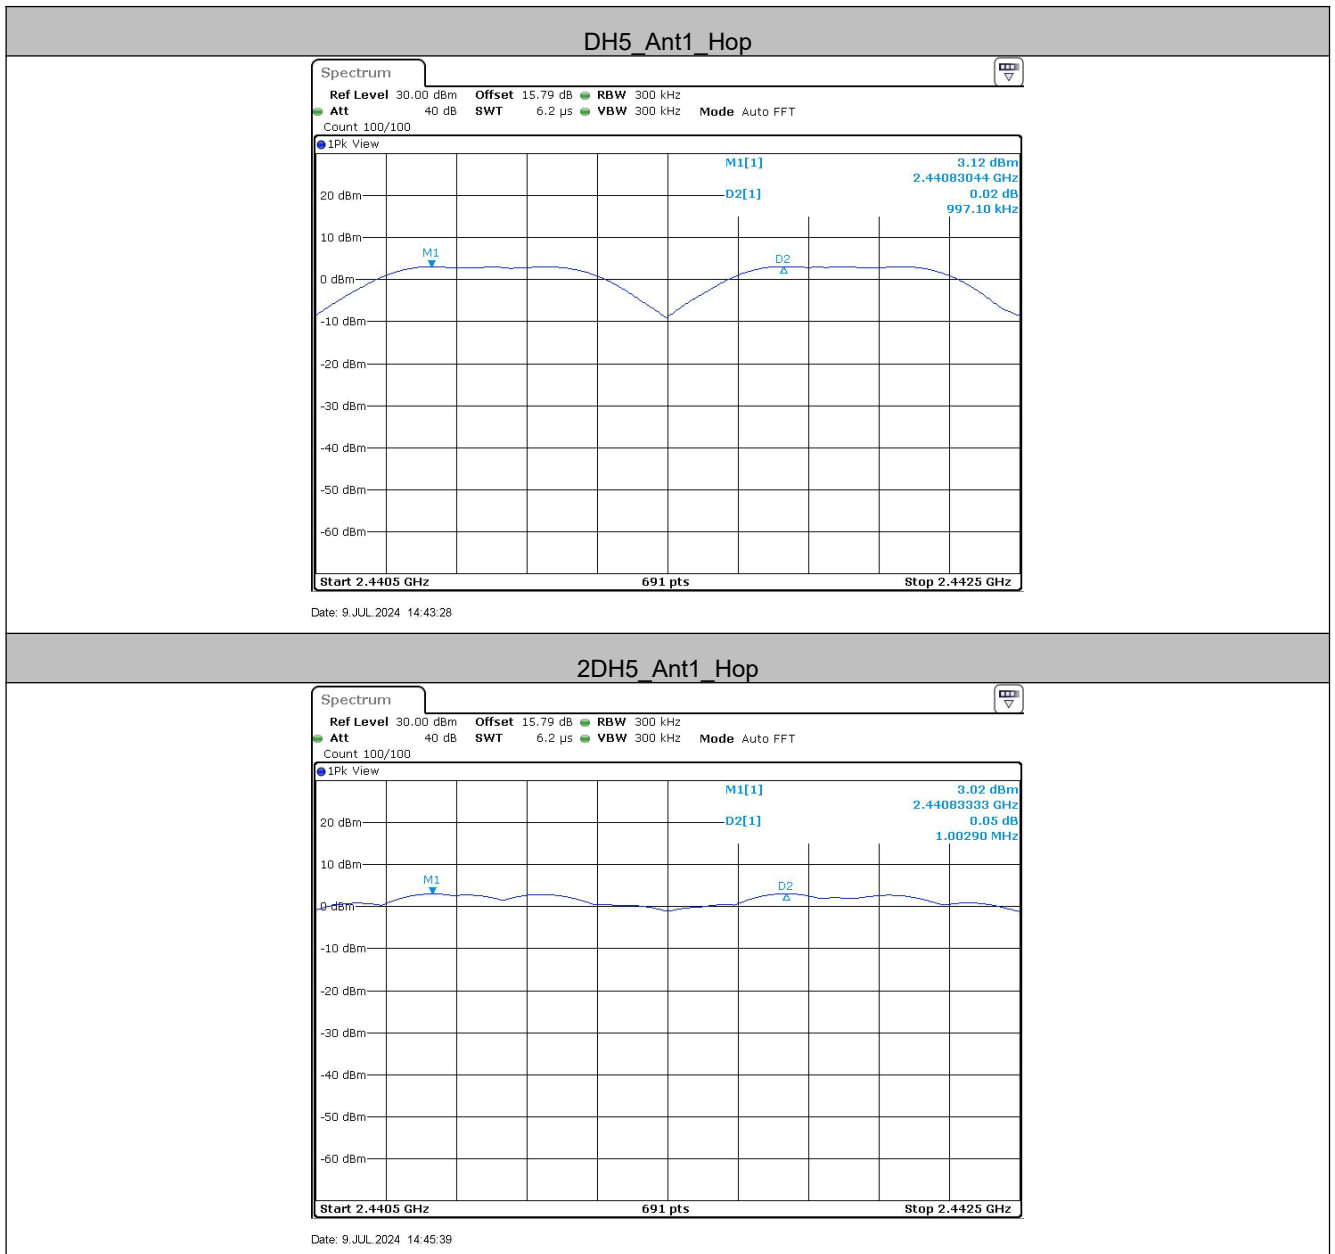 DH5_Ant1_Hop
Spectrum
Ref Level 30.00 dBm Offset 15.79 dB RBW 300 kHz
Att 40 dB SWT 6.2 µs VBW 300 kHz Mode Auto FFT
Count 100/100
1Pk View
M1[1] 3.12 dBm
2.44083044 GHz
20 dBm D2[1] 0.02 dB
997.10 kHz
10 dBm
M1 D2
0 dBm
-10 dBm
-20 dBm
-30 dBm
-40 dBm
-50 dBm
-60 dBm
Start 2.4405 GHz 691 pts Stop 2.4425 GHz
Date: 9.JUL.2024 14:43:28
2DH5_Ant1_Hop
Spectrum
Ref Level 30.00 dBm Offset 15.79 dB RBW 300 kHz
Att 40 dB SWT 6.2 µs VBW 300 kHz Mode Auto FFT
Count 100/100
1Pk View
M1[1] 3.02 dBm
2.44083333 GHz
20 dBm D2[1] 0.05 dB
1.00290 MHz
10 dBm
M1 D2
0 dBm
-10 dBm
-20 dBm
-30 dBm
-40 dBm
-50 dBm
-60 dBm
Start 2.4405 GHz 691 pts Stop 2.4425 GHz
Date: 9.JUL.2024 14:45:39